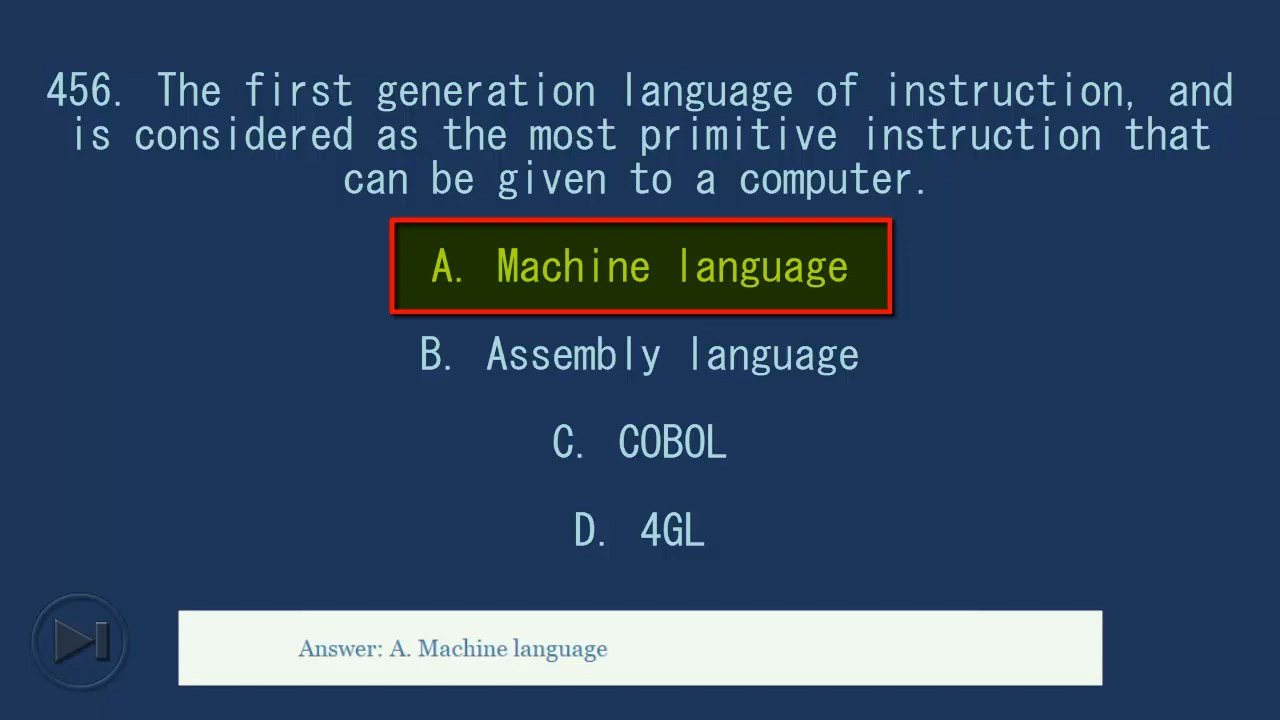 456. The first generation language of instruction, and
is considered as the most primitive instruction that
can be given to a computer.
A. Machine language
B. Assembly language
C. COBOL
D. 4GL
Answer: A. Machine language